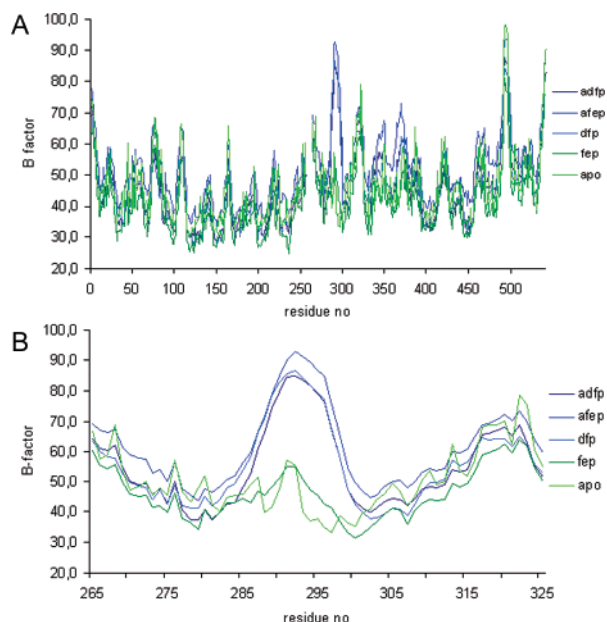 A
B factor
100,0
90,0
80,0
70,0
60,0
50,0
40,0
30,0
20,0
0 50 100 150 200 250 300 350 400 450 500
residue no
adfp
afep
dfp
fep
apo
B
B-factor
100,0
90,0
80,0
70,0
60,0
50,0
40,0
30,0
20,0
265 275 285 295 305 315 325
residue no
adfp
afep
dfp
fep
apo